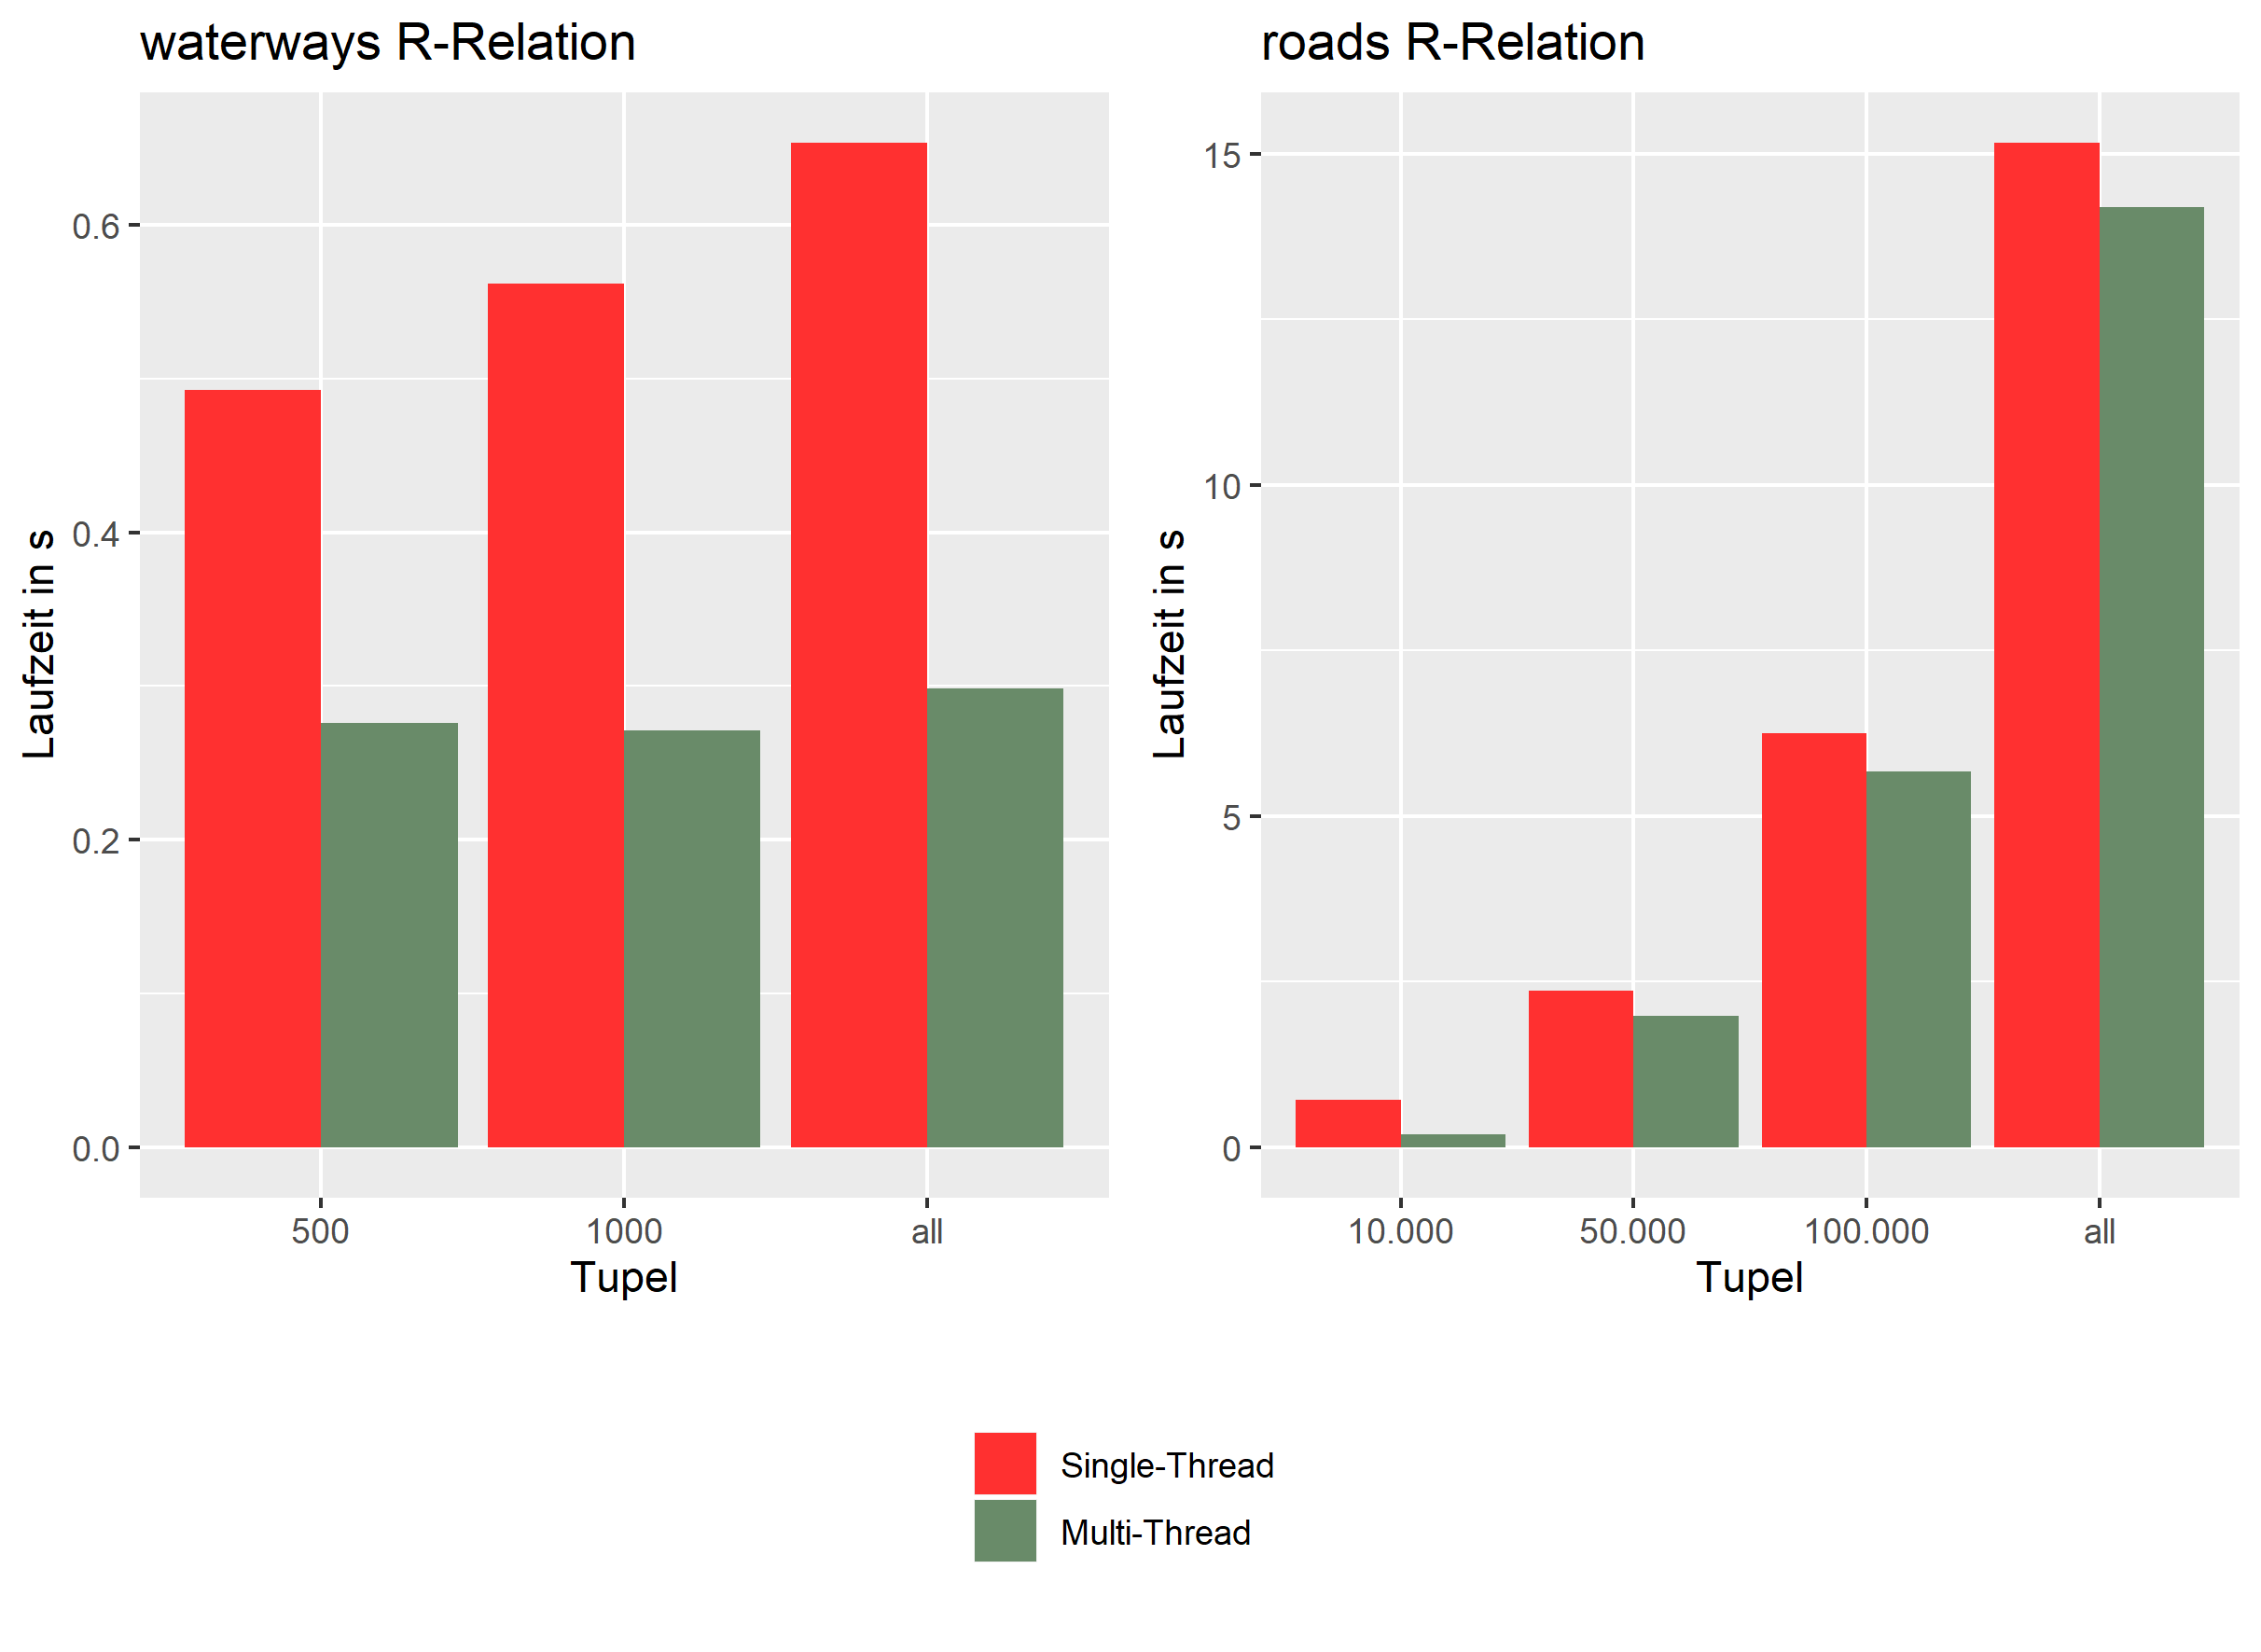 waterways R-Relation
Laufzeit in s
0.6
0.4
0.2
0.0
500 1000 all
Tupel
roads R-Relation
Laufzeit in s
15
10
5
0
10.000 50.000 100.000 all
Tupel
Single-Thread
Multi-Thread